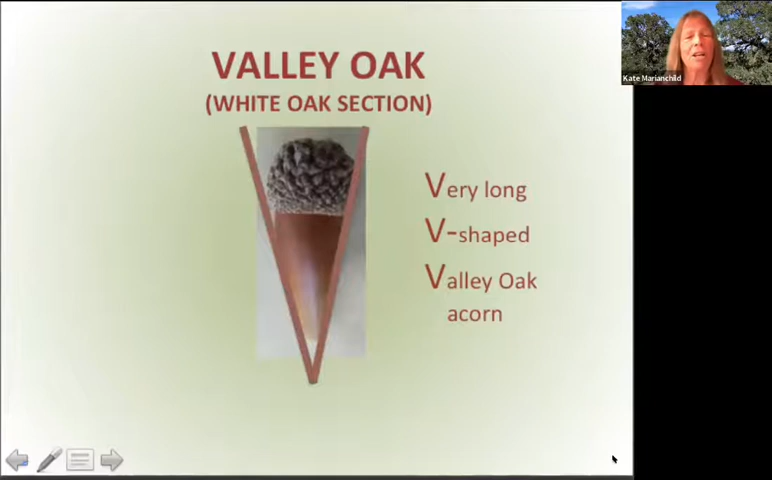 VALLEY OAK
(WHITE OAK SECTION)
Very long
V-shaped
Valley Oak
acorn
Kate Marianchild